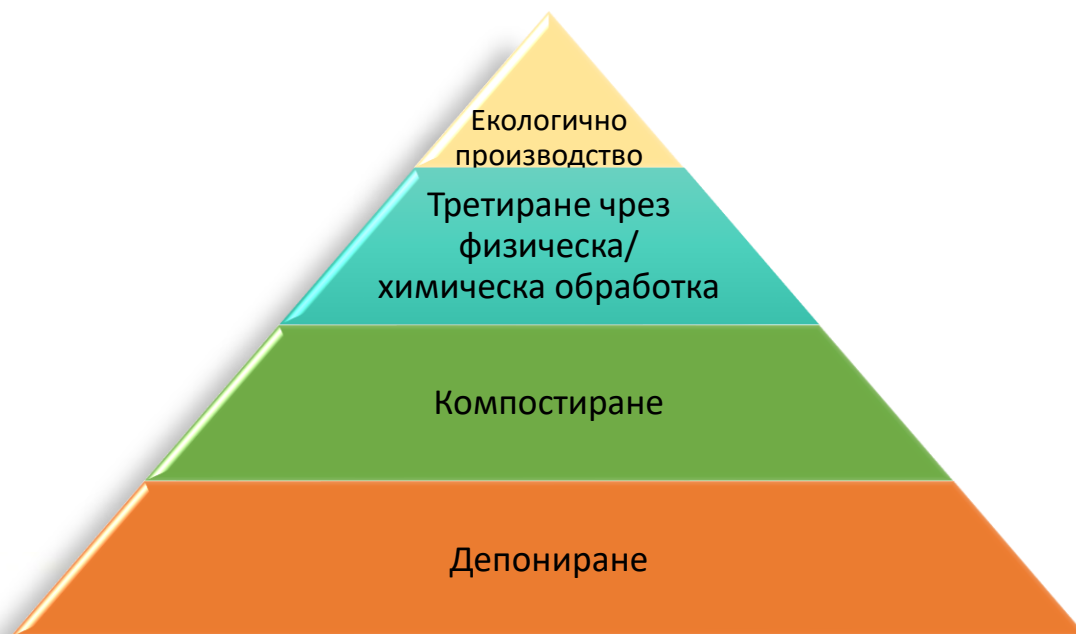 Екологично
производство
Третиране чрез
физическа/
химическа обработка
Компостиране
Депониране